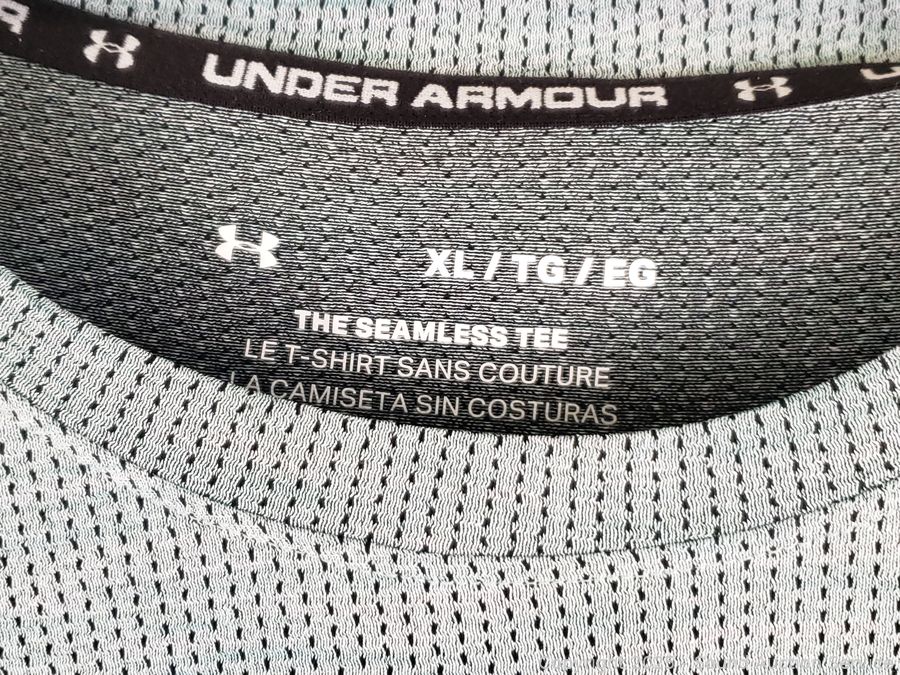 UNDER ARMOUR
XL / TG / EG
THE SEAMLESS TEE
LE T-SHIRT SANS COUTURE
LA CAMISETA SIN COSTURAS